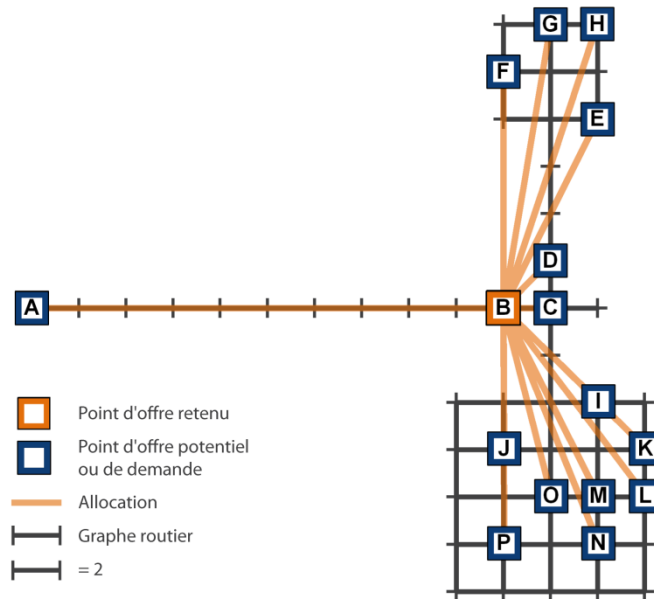 G H
F
E
D
A B C
I
J K
O M L
P N
Point d'offre retenu
Point d'offre potentiel
ou de demande
Allocation
Graphe routier
= 2